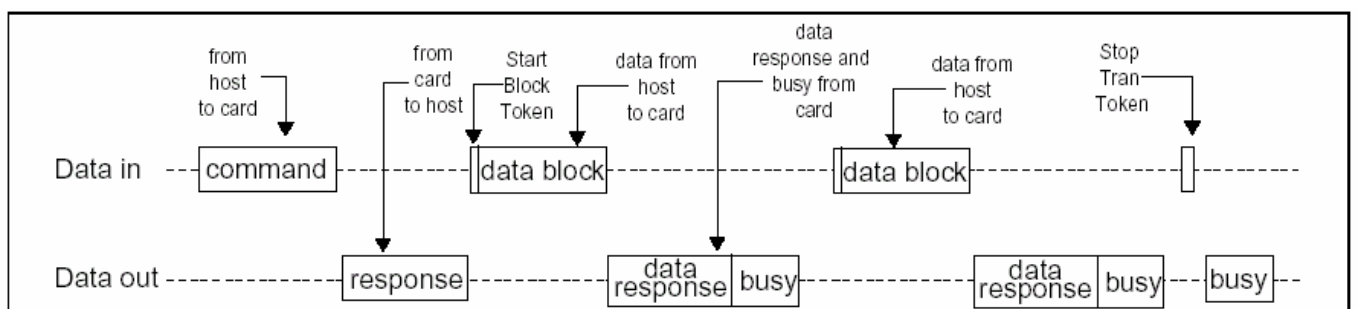 from
host
to card
from
card
to host
Start
Block
Token
data from
host
to card
data
response and
busy from
card
data from
host
to card
Stop
Tran
Token
Data in
command
data block
data block
Data out
response
data
response
busy
data
response
busy
busy